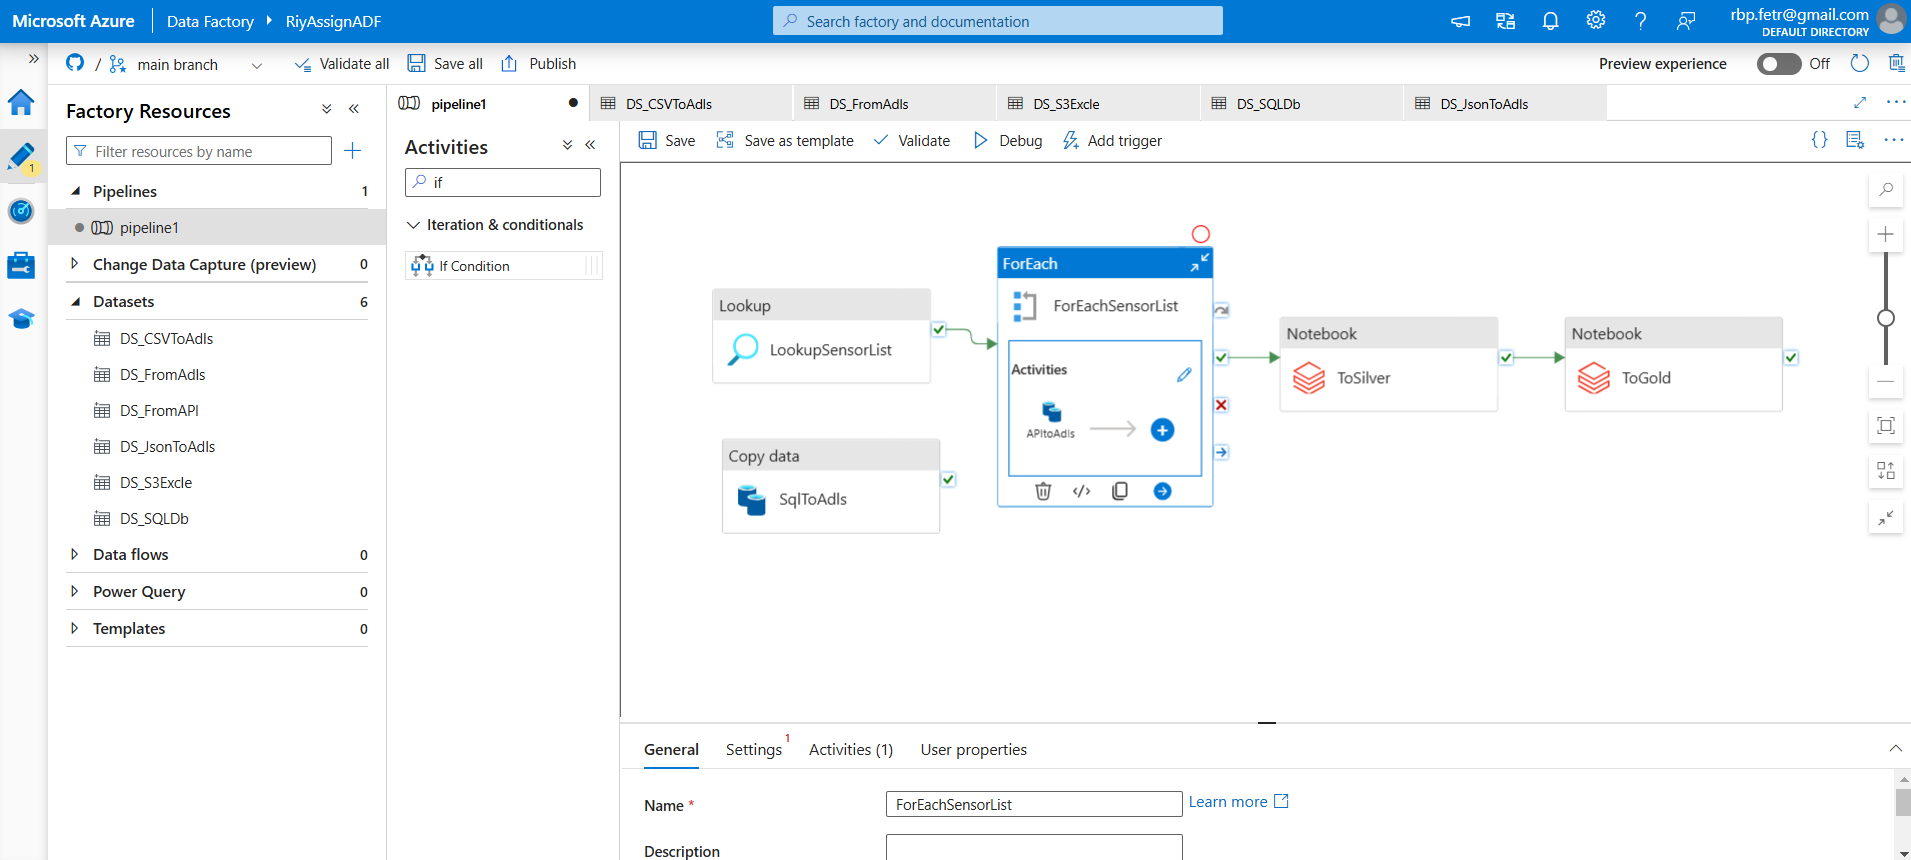 Microsoft Azure Data Factory RiyAssignADF Search factory and documentation rbp.fetr@gmail.com
DEFAULT DIRECTORY
/ main branch Validate all Save all Publish Preview experience Off
1
Factory Resources
Filter resources by name
Pipelines 1
pipeline1
Change Data Capture (preview) 0
Datasets 6
DS_CSVToAdls
DS_FromAdls
DS_FromAPI
DS_JsonToAdls
DS_S3Excle
DS_SQLDb
Data flows 0
Power Query 0
Templates 0
pipeline1 DS_CSVToAdls DS_FromAdls DS_S3Excle DS_SQLDb DS_JsonToAdls
Activities
if
Iteration & conditionals
If Condition
Save Save as template Validate Debug Add trigger
Lookup
LookupSensorList
Copy data
SqlToAdls
ForEach
ForEachSensorList
Activities
APItoAdls
Notebook
ToSilver
Notebook
ToGold
General Settings 1 Activities (1) User properties
Name * ForEachSensorList Learn more
Description